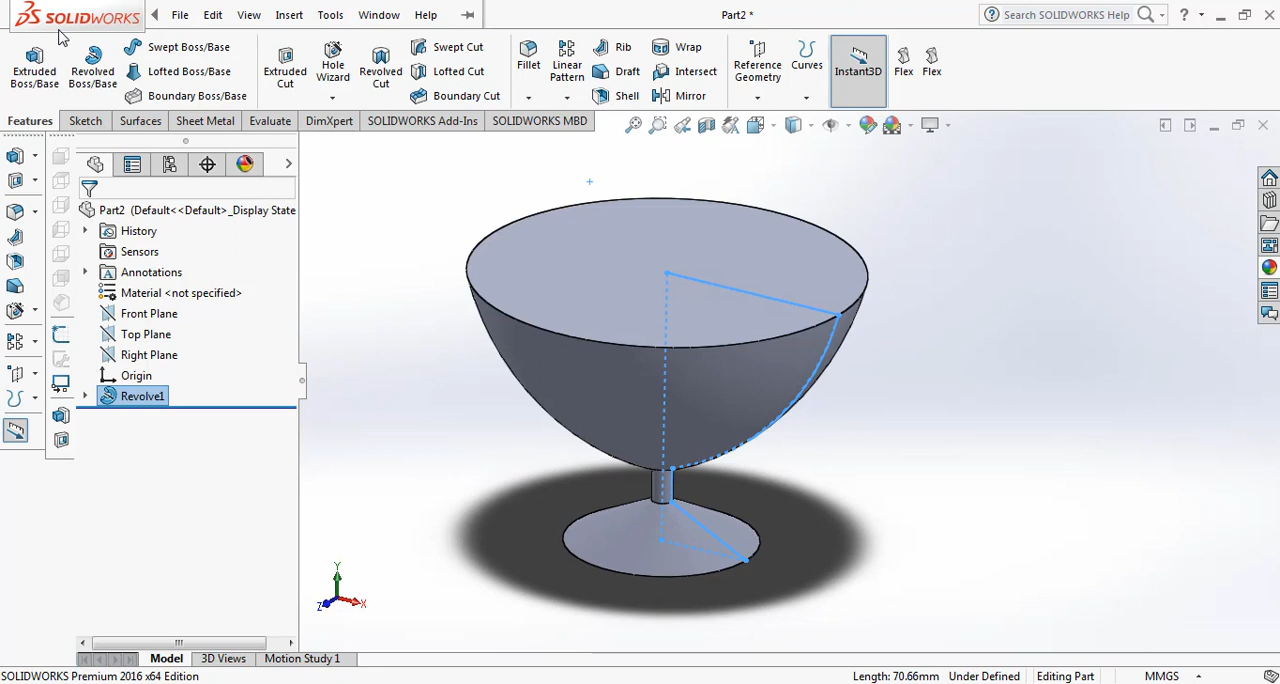 SOLIDWORKS File Edit View Insert Tools Window Help Part2 * Search SOLIDWORKS Help ?
Extruded Boss/Base Revolved Boss/Base Swept Boss/Base Lofted Boss/Base Boundary Boss/Base Extruded Cut Hole Wizard Revolved Cut Swept Cut Lofted Cut Boundary Cut Fillet Linear Pattern Rib Draft Shell Wrap Intersect Mirror Reference Geometry Curves Instant3D Flex Flex
Features Sketch Surfaces Sheet Metal Evaluate DimXpert SOLIDWORKS Add-Ins SOLIDWORKS MBD
Part2 (Default<<Default>_Display State
History
Sensors
Annotations
Material <not specified>
Front Plane
Top Plane
Right Plane
Origin
Revolve1
Y
Z X
Model 3D Views Motion Study 1
SOLIDWORKS Premium 2016 x64 Edition Length: 70.66mm Under Defined Editing Part MMGS